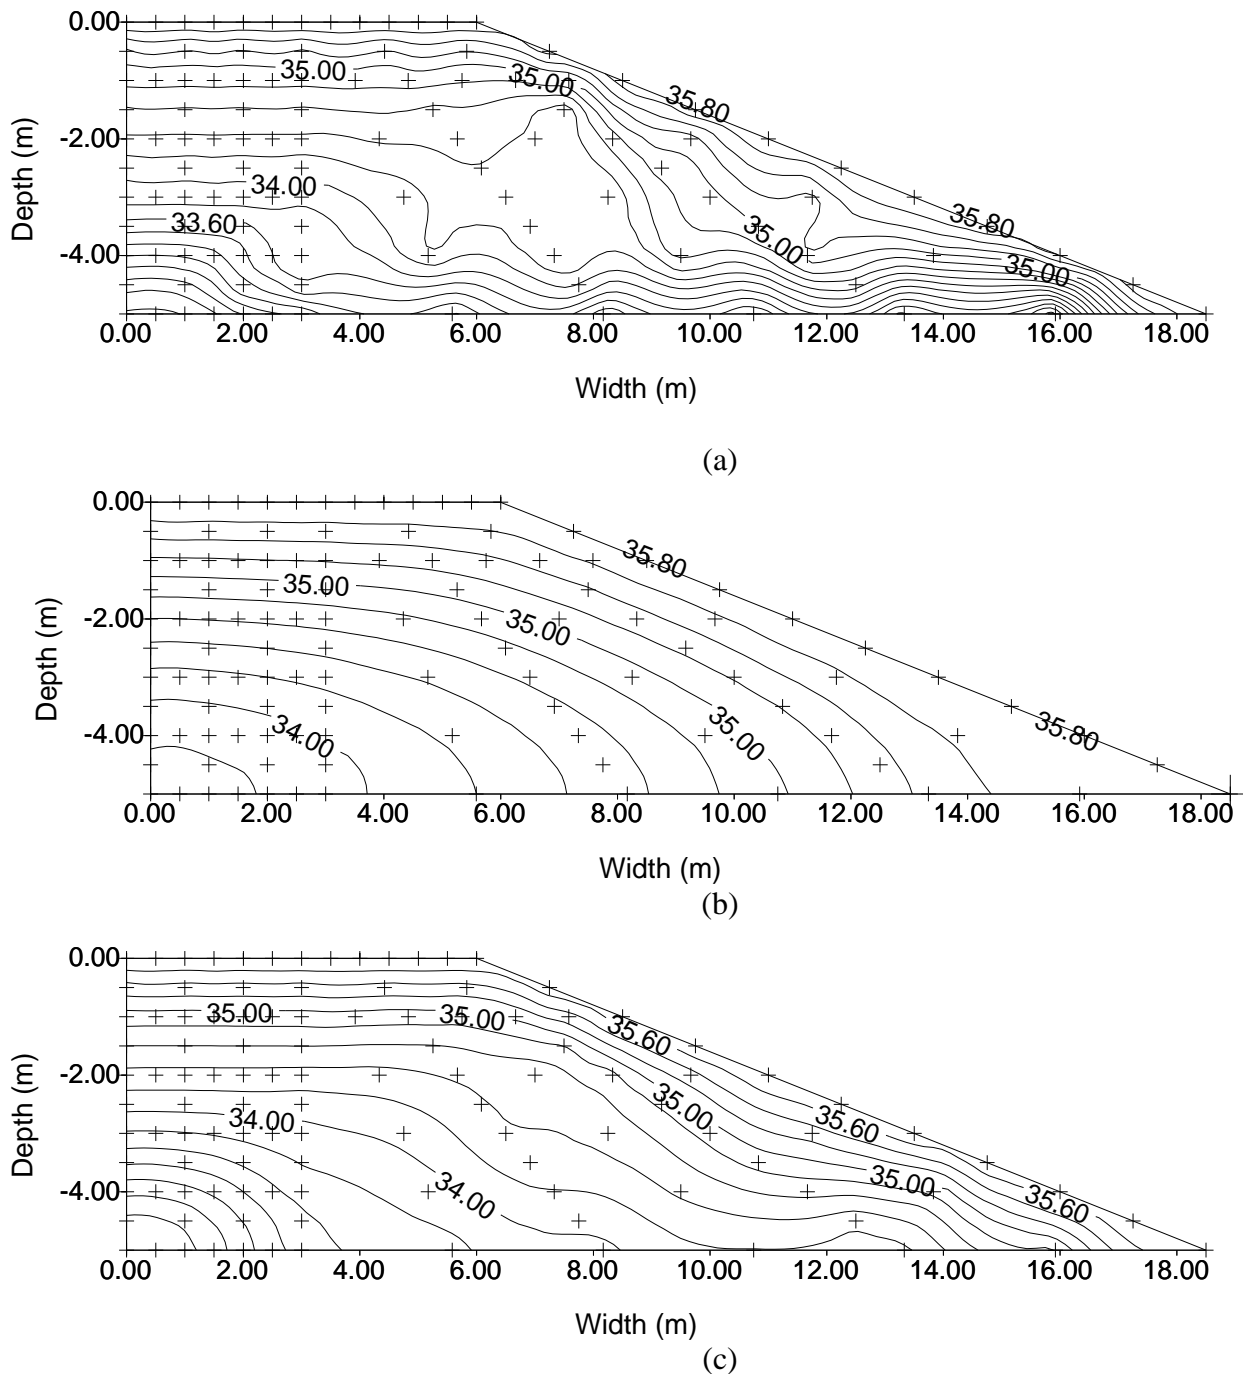 0.00
35.00 35.00 35.80
-2.00
Depth (m)
34.00
33.60 35.00 35.80
-4.00 35.00
0.00 2.00 4.00 6.00 8.00 10.00 12.00 14.00 16.00 18.00
Width (m)
(a)
0.00
35.80
35.00
-2.00 35.00
Depth (m)
-4.00 34.00 35.00 35.80
0.00 2.00 4.00 6.00 8.00 10.00 12.00 14.00 16.00 18.00
Width (m)
(b)
0.00
35.00 35.00 35.60
-2.00
Depth (m)
34.00 35.00 35.60
-4.00 34.00 35.00 35.60
0.00 2.00 4.00 6.00 8.00 10.00 12.00 14.00 16.00 18.00
Width (m)
(c)